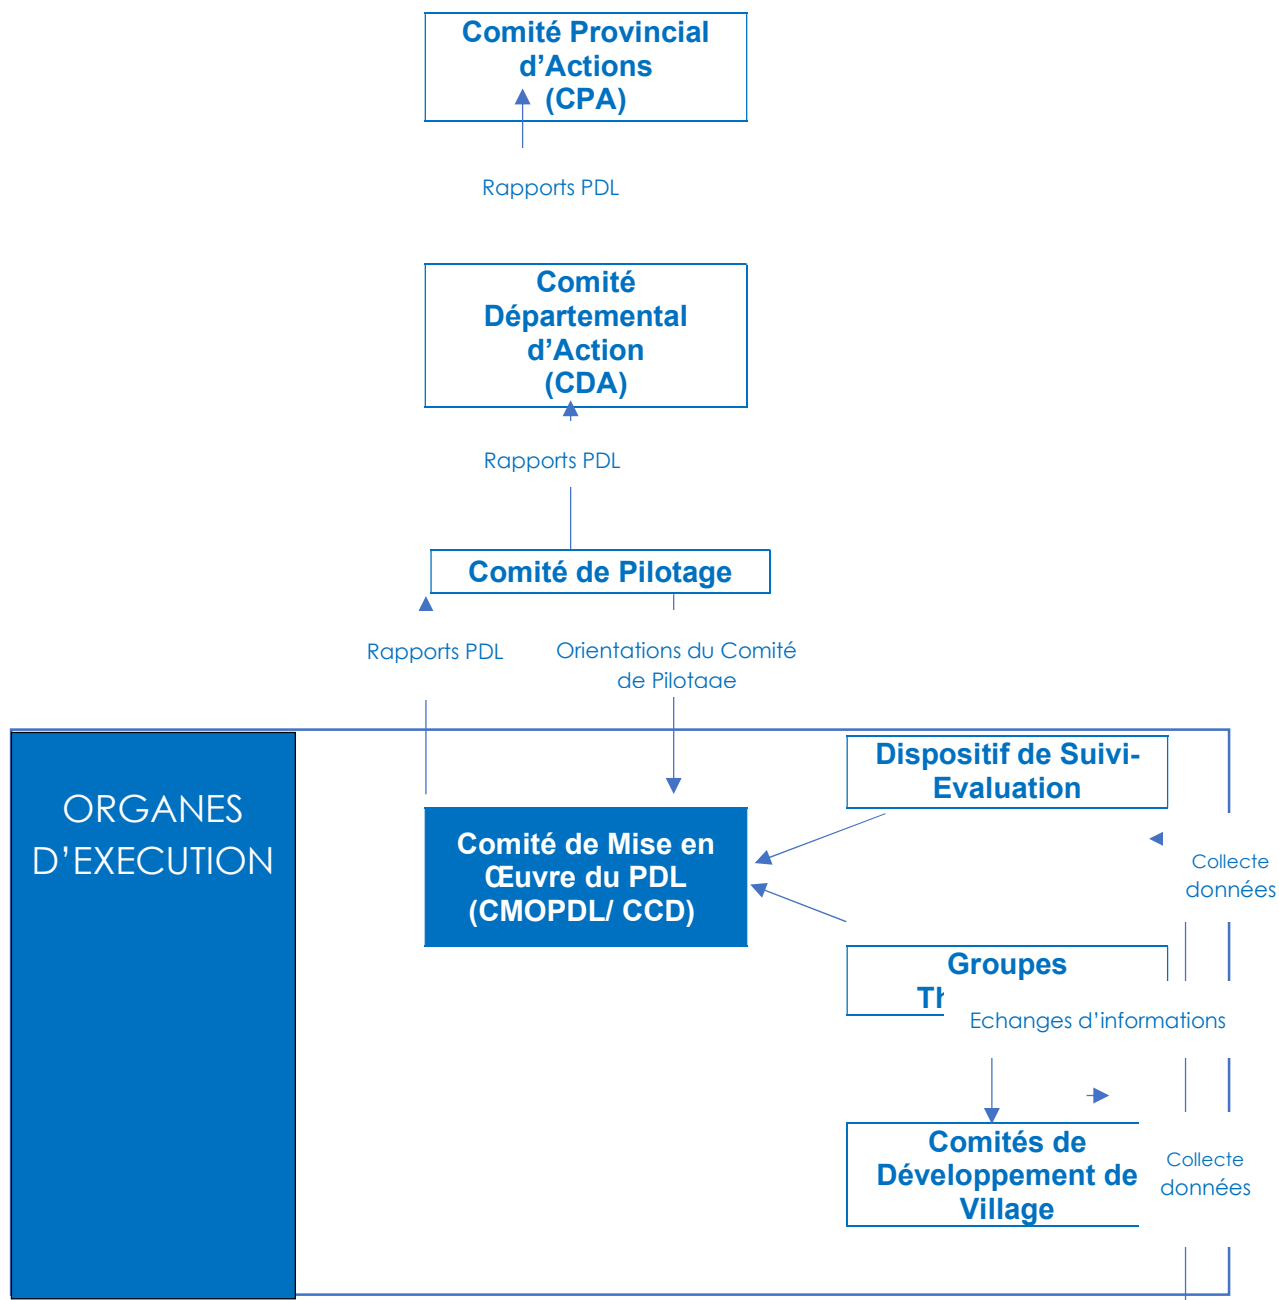 Comité Provincial
d’Actions
(CPA)
Rapports PDL
Comité
Départemental
d’Action
(CDA)
Rapports PDL
Comité de Pilotage
Rapports PDL
Orientations du Comité
de Pilotage
ORGANES
D’EXECUTION
Dispositif de Suivi-
Evaluation
Comité de Mise en
Œuvre du PDL
(CMOPDL/ CCD)
Collecte
données
Groupes
Echanges d’informations
Comités de
Développement de
Village
Collecte
données